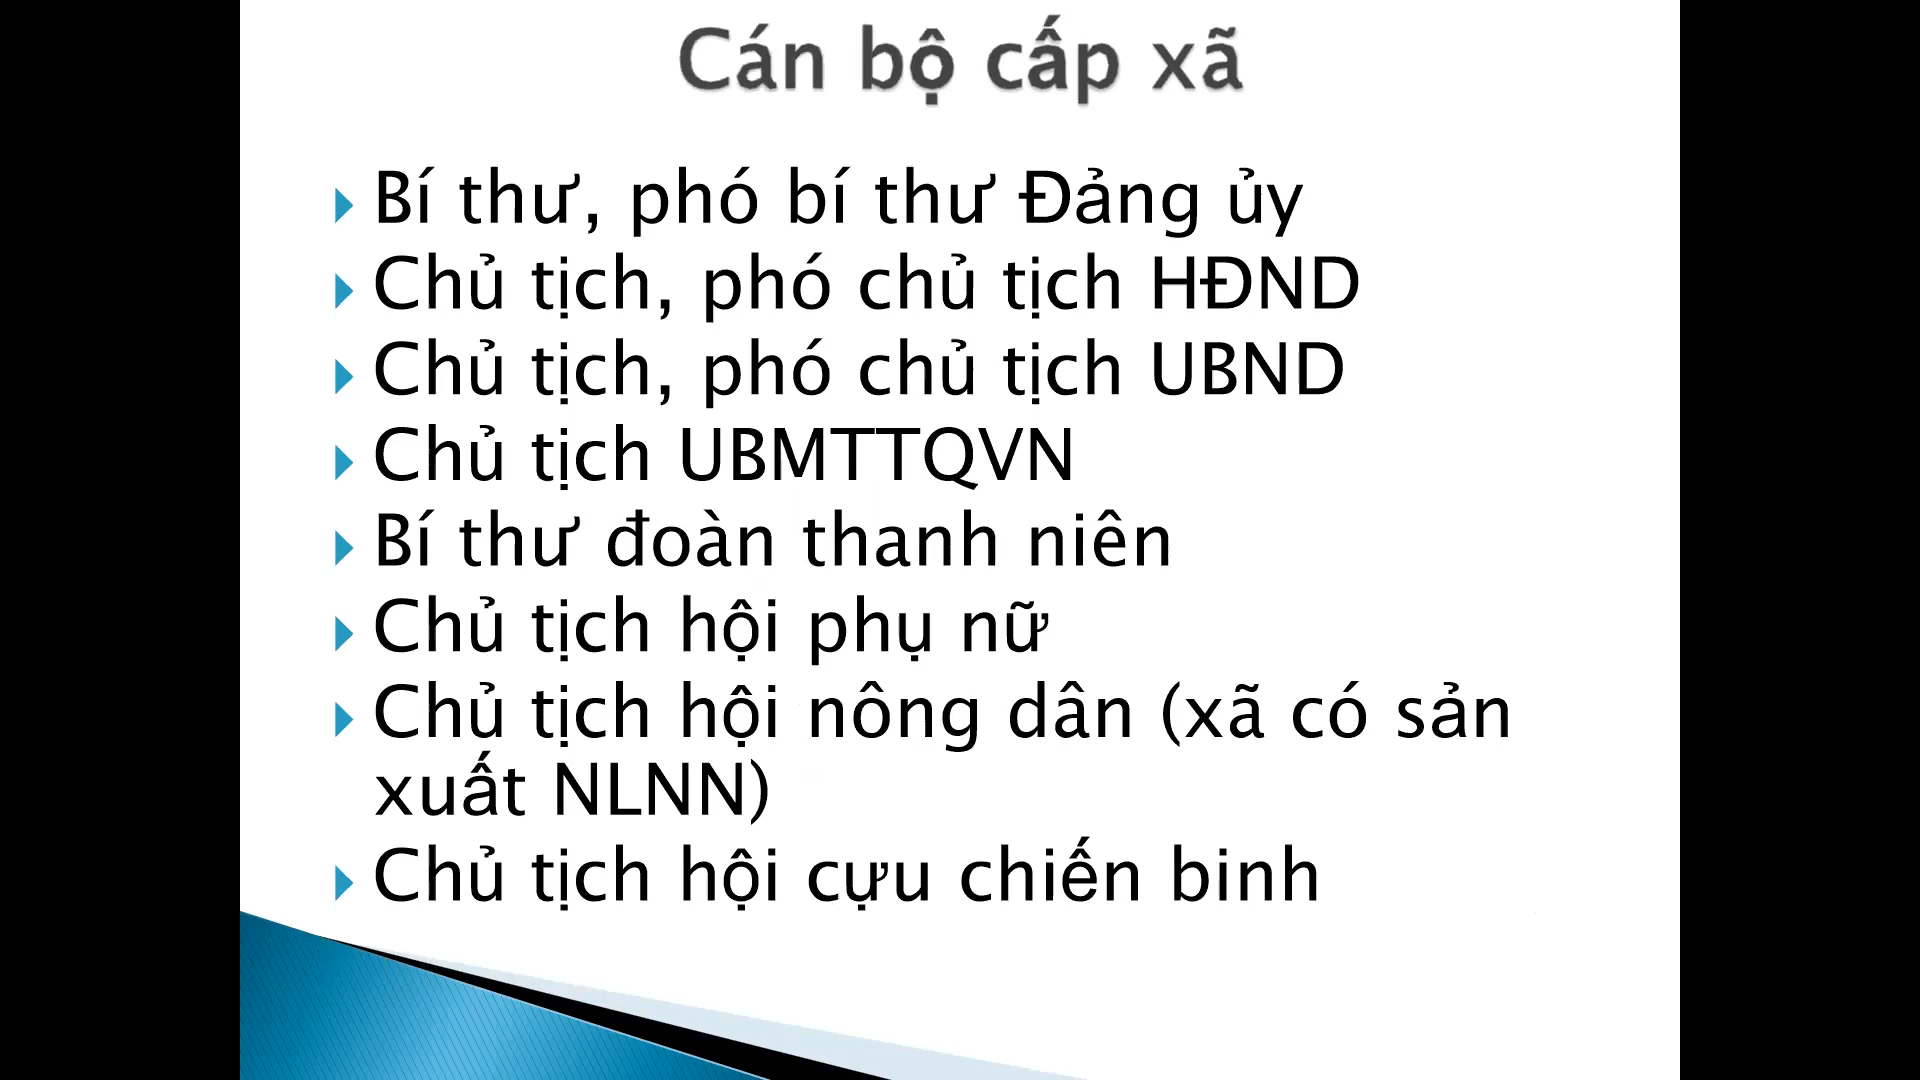 Cán bộ cấp xã
Bí thư, phó bí thư Đảng ủy
Chủ tịch, phó chủ tịch HĐND
Chủ tịch, phó chủ tịch UBND
Chủ tịch UBMTTQVN
Bí thư đoàn thanh niên
Chủ tịch hội phụ nữ
Chủ tịch hội nông dân (xã có sản
xuất NLNN)
Chủ tịch hội cựu chiến binh